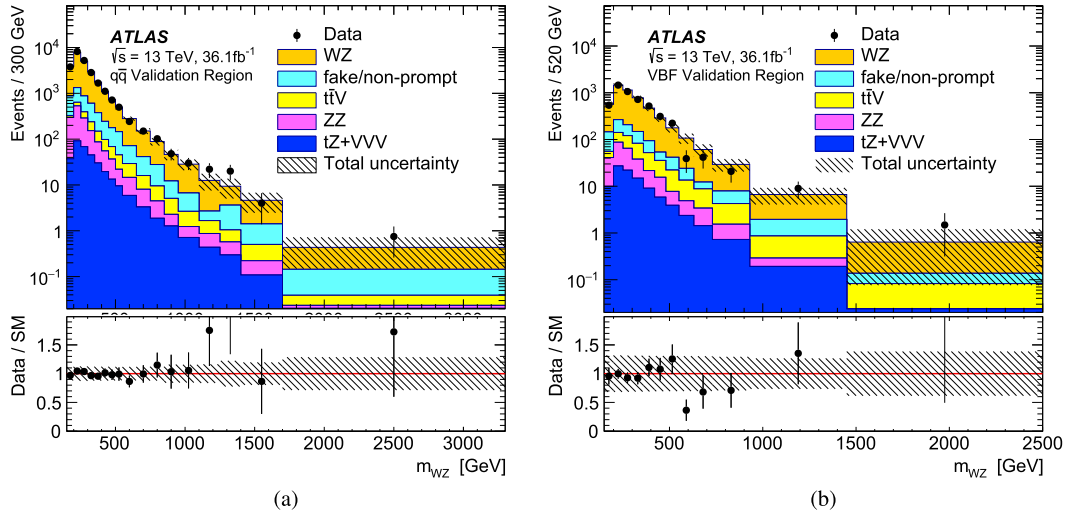 Events / 300 GeV
10⁴
10³
10²
10
1
10⁻¹
ATLAS
√s = 13 TeV, 36.1fb⁻¹
qq̄ Validation Region
Data
WZ
fake/non-prompt
tt̄V
ZZ
tZ+VVV
Total uncertainty
Data / SM
2
1.5
1
0.5
0
500 1000 1500 2000 2500 3000
m_WZ [GeV]
(a)
Events / 520 GeV
10⁴
10³
10²
10
1
10⁻¹
ATLAS
√s = 13 TeV, 36.1fb⁻¹
VBF Validation Region
Data
WZ
fake/non-prompt
tt̄V
ZZ
tZ+VVV
Total uncertainty
Data / SM
2
1.5
1
0.5
0
500 1000 1500 2000 2500
m_WZ [GeV]
(b)